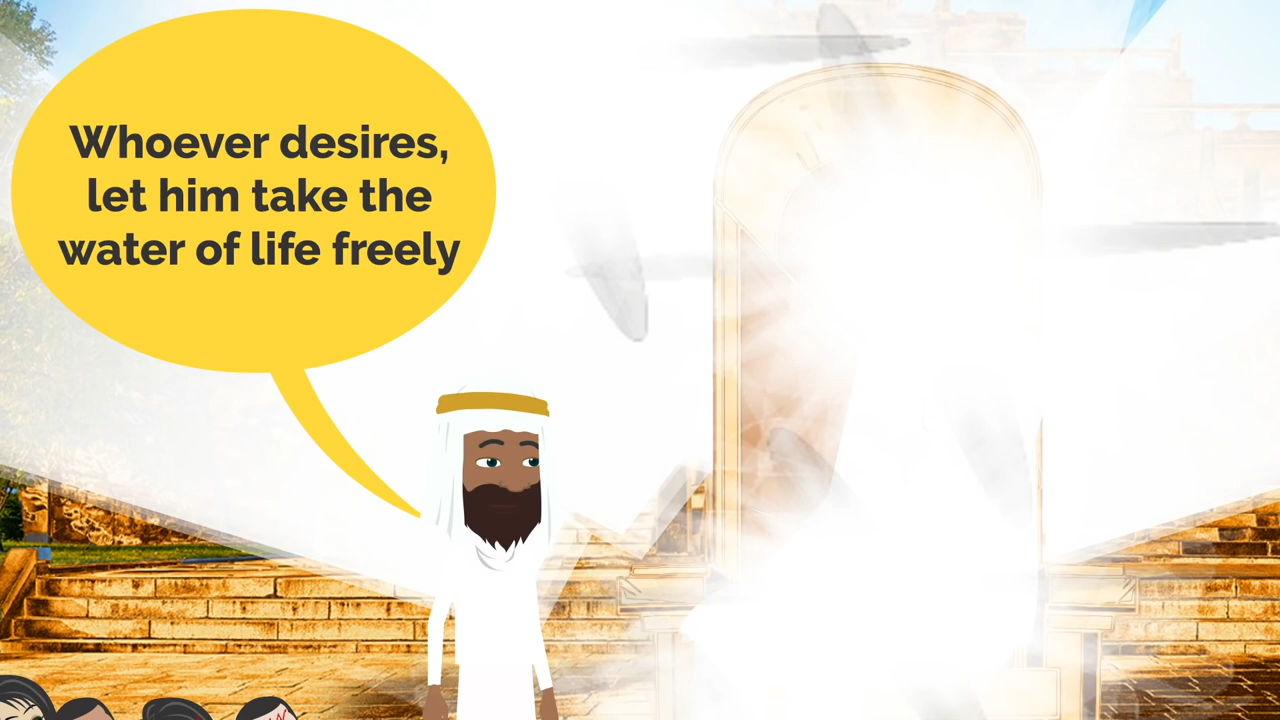 Whoever desires,
let him take the
water of life freely